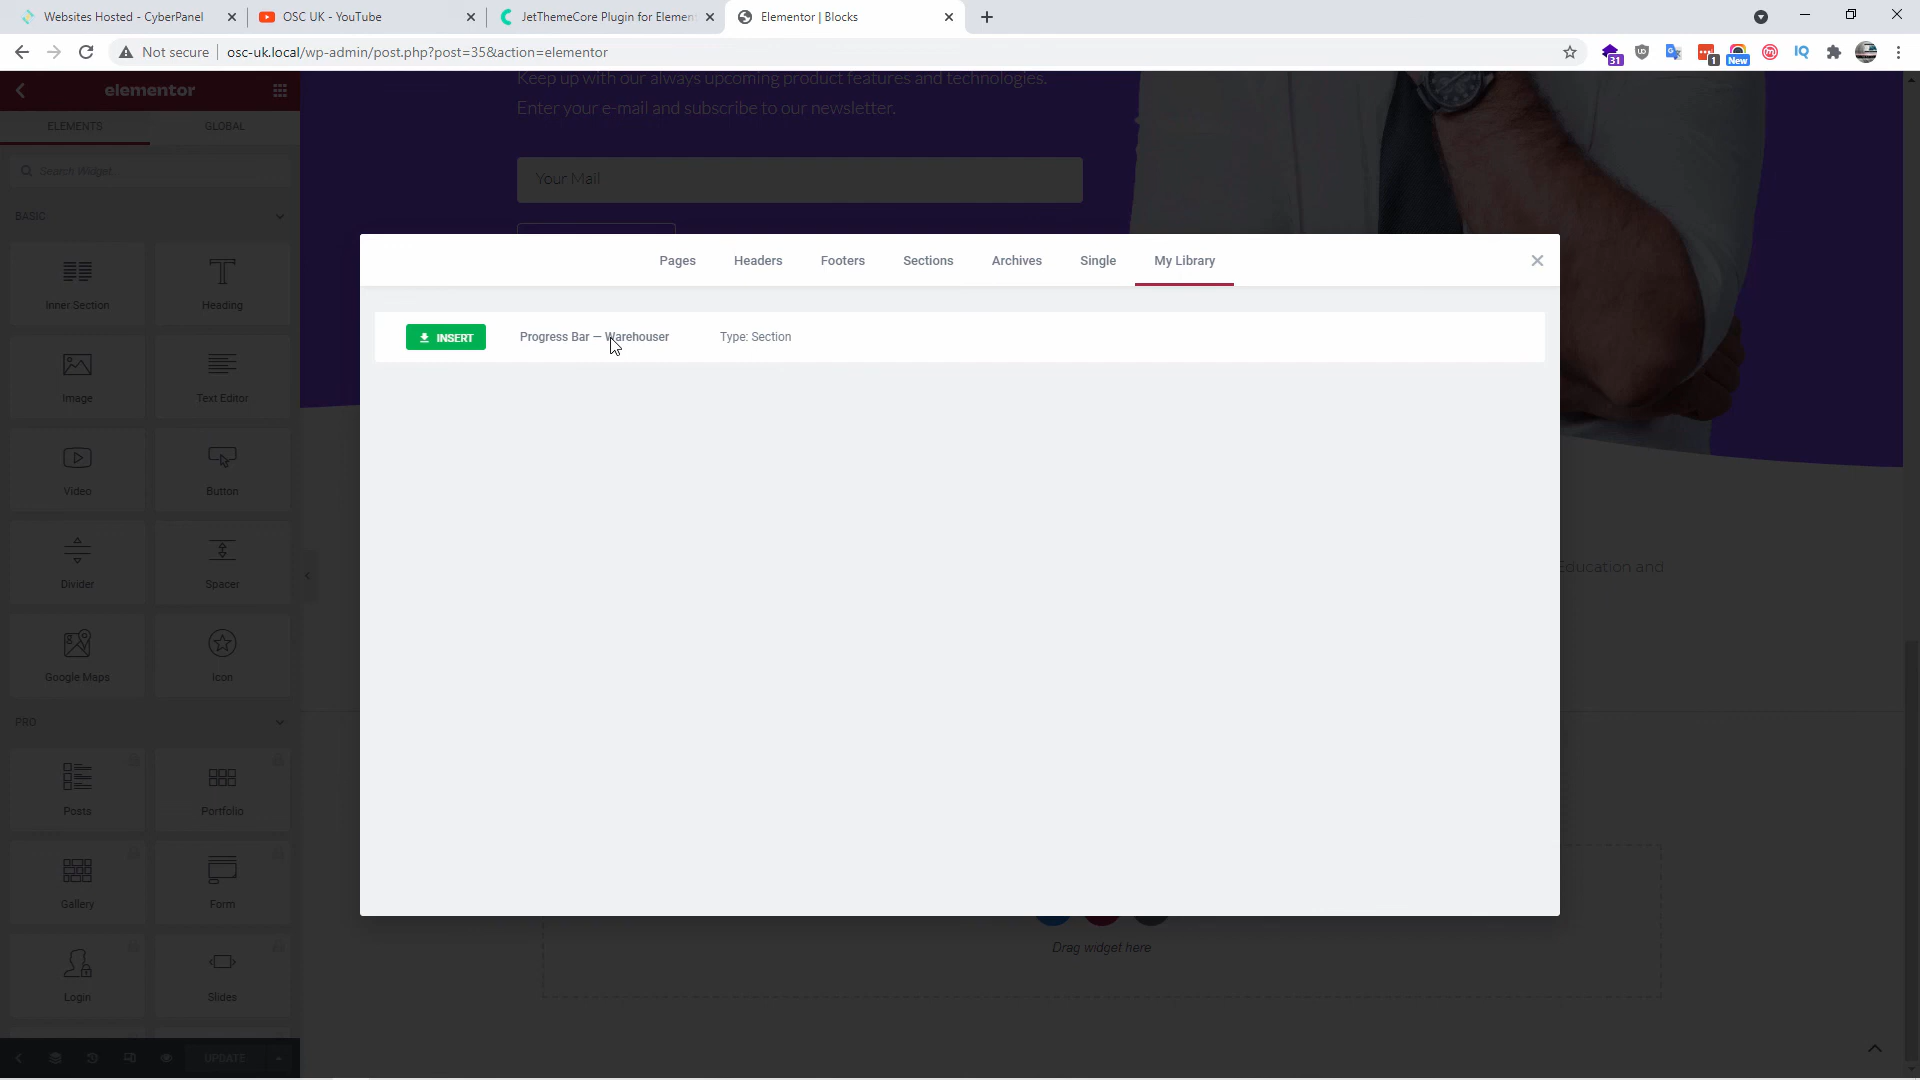 Websites Hosted - CyberPanel
OSC UK - YouTube
JetThemeCore Plugin for Elemen
Elementor | Blocks
Not secure
osc-uk.local/wp-admin/post.php?post=35&action=elementor
31
1
New
elementor
ELEMENTS
GLOBAL
Search Widget...
BASIC
Inner Section
Heading
Image
Text Editor
Video
Button
Divider
Spacer
Google Maps
Icon
PRO
Posts
Portfolio
Gallery
Form
Login
Slides
UPDATE
Keep up with our always upcoming product features and technologies.
Enter your e-mail and subscribe to our newsletter.
Your Mail
Pages
Headers
Footers
Sections
Archives
Single
My Library
INSERT
Progress Bar — Warehouser
Type: Section
Education and
Drag widget here